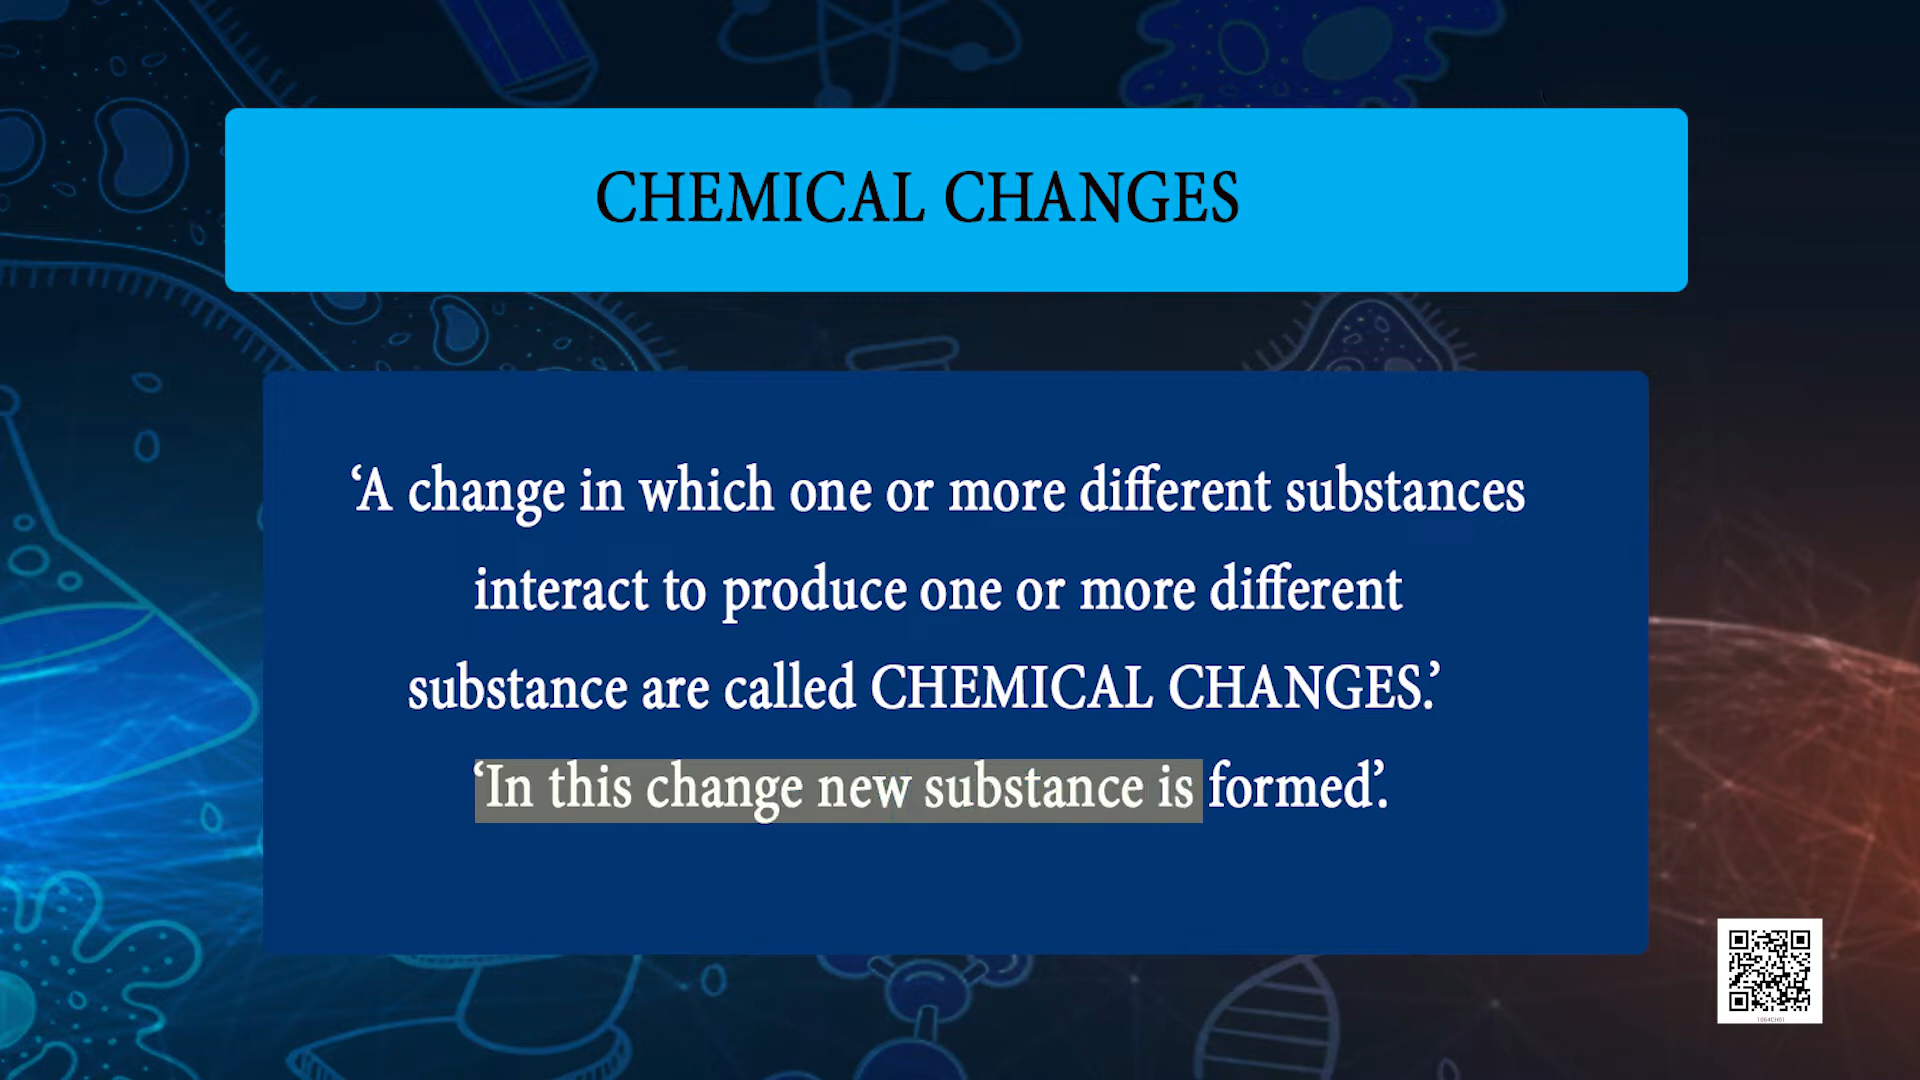 CHEMICAL CHANGES
‘A change in which one or more different substances
interact to produce one or more different
substance are called CHEMICAL CHANGES.’
‘In this change new substance is formed’.
1064CH01